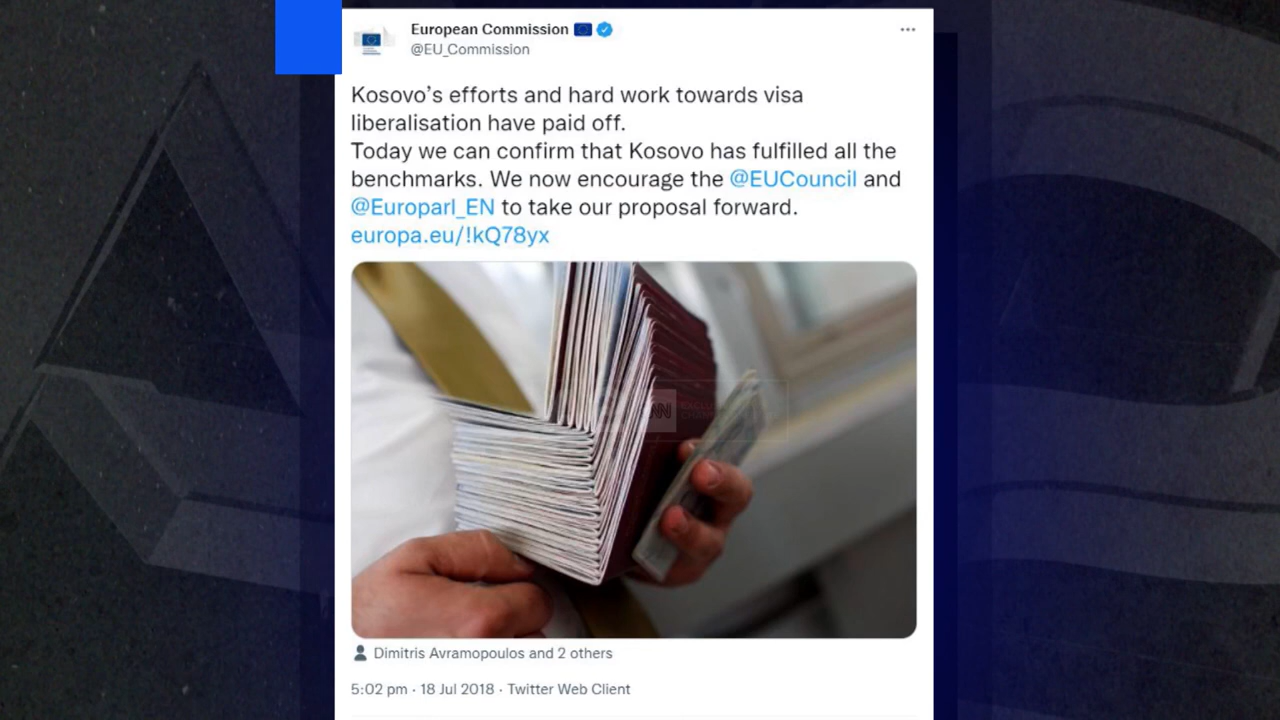 European Commission
@EU_Commission
Kosovo’s efforts and hard work towards visa
liberalisation have paid off.
Today we can confirm that Kosovo has fulfilled all the
benchmarks. We now encourage the @EUCouncil and
@Europarl_EN to take our proposal forward.
europa.eu/!kQ78yx
Dimitris Avramopoulos and 2 others
5:02 pm · 18 Jul 2018 · Twitter Web Client